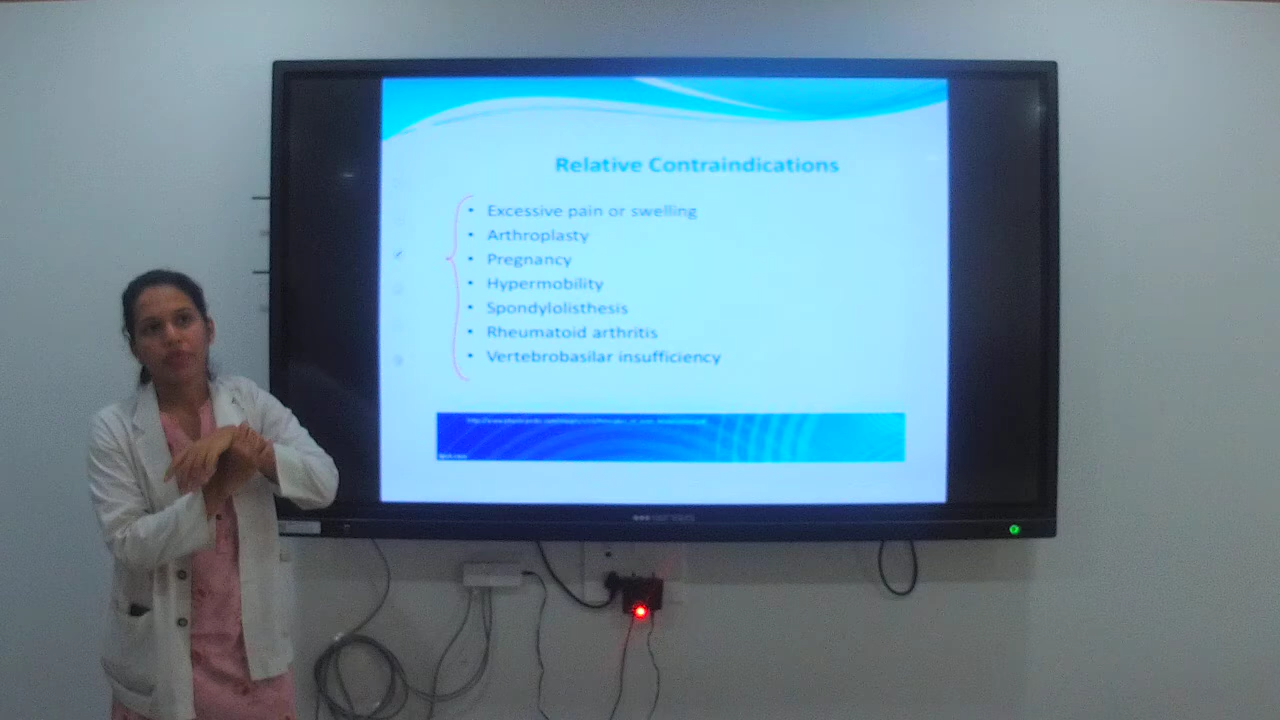 Relative Contraindications
• Excessive pain or swelling
• Arthroplasty
• Pregnancy
• Hypermobility
• Spondylolisthesis
• Rheumatoid arthritis
• Vertebrobasilar insufficiency